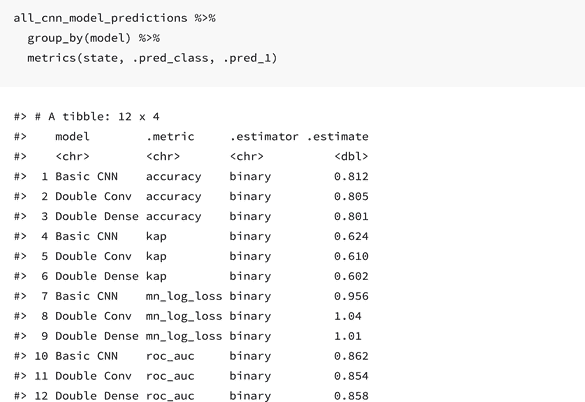 all_cnn_model_predictions %>%
  group_by(model) %>%
  metrics(state, .pred_class, .pred_1)
#> # A tibble: 12 x 4
#>    model        .metric     .estimator .estimate
#>    <chr>        <chr>       <chr>          <dbl>
#>  1 Basic CNN    accuracy    binary         0.812
#>  2 Double Conv  accuracy    binary         0.805
#>  3 Double Dense accuracy    binary         0.801
#>  4 Basic CNN    kap         binary         0.624
#>  5 Double Conv  kap         binary         0.610
#>  6 Double Dense kap         binary         0.602
#>  7 Basic CNN    mn_log_loss binary         0.956
#>  8 Double Conv  mn_log_loss binary         1.04
#>  9 Double Dense mn_log_loss binary         1.01
#> 10 Basic CNN    roc_auc     binary         0.862
#> 11 Double Conv  roc_auc     binary         0.854
#> 12 Double Dense roc_auc     binary         0.858